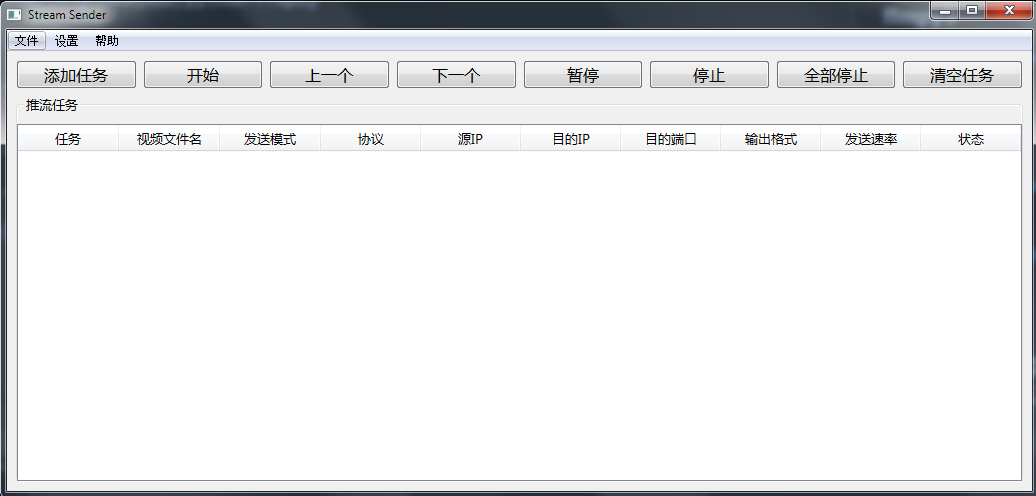 Stream Sender
文件 设置 帮助
添加任务 开始 上一个 下一个 暂停 停止 全部停止 清空任务
推流任务
任务 视频文件名 发送模式 协议 源IP 目的IP 目的端口 输出格式 发送速率 状态